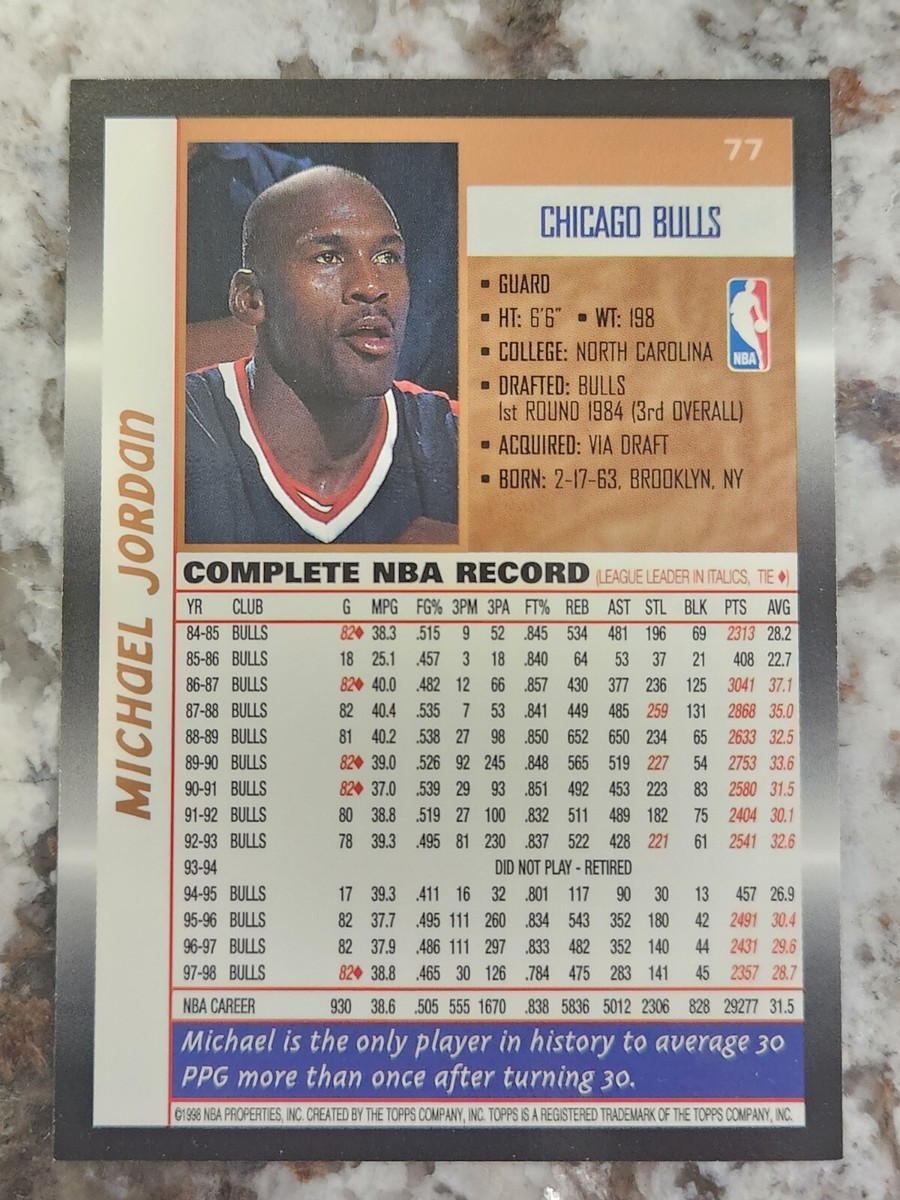 MICHAEL JORDAN
77
CHICAGO BULLS
▪ GUARD
▪ HT: 6'6" ▪ WT: 198
▪ COLLEGE: NORTH CAROLINA
▪ DRAFTED: BULLS
1st ROUND 1984 (3rd OVERALL)
▪ ACQUIRED: VIA DRAFT
▪ BORN: 2-17-63, BROOKLYN, NY
NBA
COMPLETE NBA RECORD (LEAGUE LEADER IN ITALICS, TIE ♦)
YR CLUB G MPG FG% 3PM 3PA FT% REB AST STL BLK PTS AVG
84-85 BULLS 82♦ 38.3 .515 9 52 .845 534 481 196 69 2313 28.2
85-86 BULLS 18 25.1 .457 3 18 .840 64 53 37 21 408 22.7
86-87 BULLS 82♦ 40.0 .482 12 66 .857 430 377 236 125 3041 37.1
87-88 BULLS 82 40.4 .535 7 53 .841 449 485 259 131 2868 35.0
88-89 BULLS 81 40.2 .538 27 98 .850 652 650 234 65 2633 32.5
89-90 BULLS 82♦ 39.0 .526 92 245 .848 565 519 227 54 2753 33.6
90-91 BULLS 82♦ 37.0 .539 29 93 .851 492 453 223 83 2580 31.5
91-92 BULLS 80 38.8 .519 27 100 .832 511 489 182 75 2404 30.1
92-93 BULLS 78 39.3 .495 81 230 .837 522 428 221 61 2541 32.6
93-94 DID NOT PLAY - RETIRED
94-95 BULLS 17 39.3 .411 16 32 .801 117 90 30 13 457 26.9
95-96 BULLS 82 37.7 .495 111 260 .834 543 352 180 42 2491 30.4
96-97 BULLS 82 37.9 .486 111 297 .833 482 352 140 44 2431 29.6
97-98 BULLS 82♦ 38.8 .465 30 126 .784 475 283 141 45 2357 28.7
NBA CAREER 930 38.6 .505 555 1670 .838 5836 5012 2306 828 29277 31.5
Michael is the only player in history to average 30
PPG more than once after turning 30.
©1998 NBA PROPERTIES, INC. CREATED BY THE TOPPS COMPANY, INC. TOPPS IS A REGISTERED TRADEMARK OF THE TOPPS COMPANY, INC.